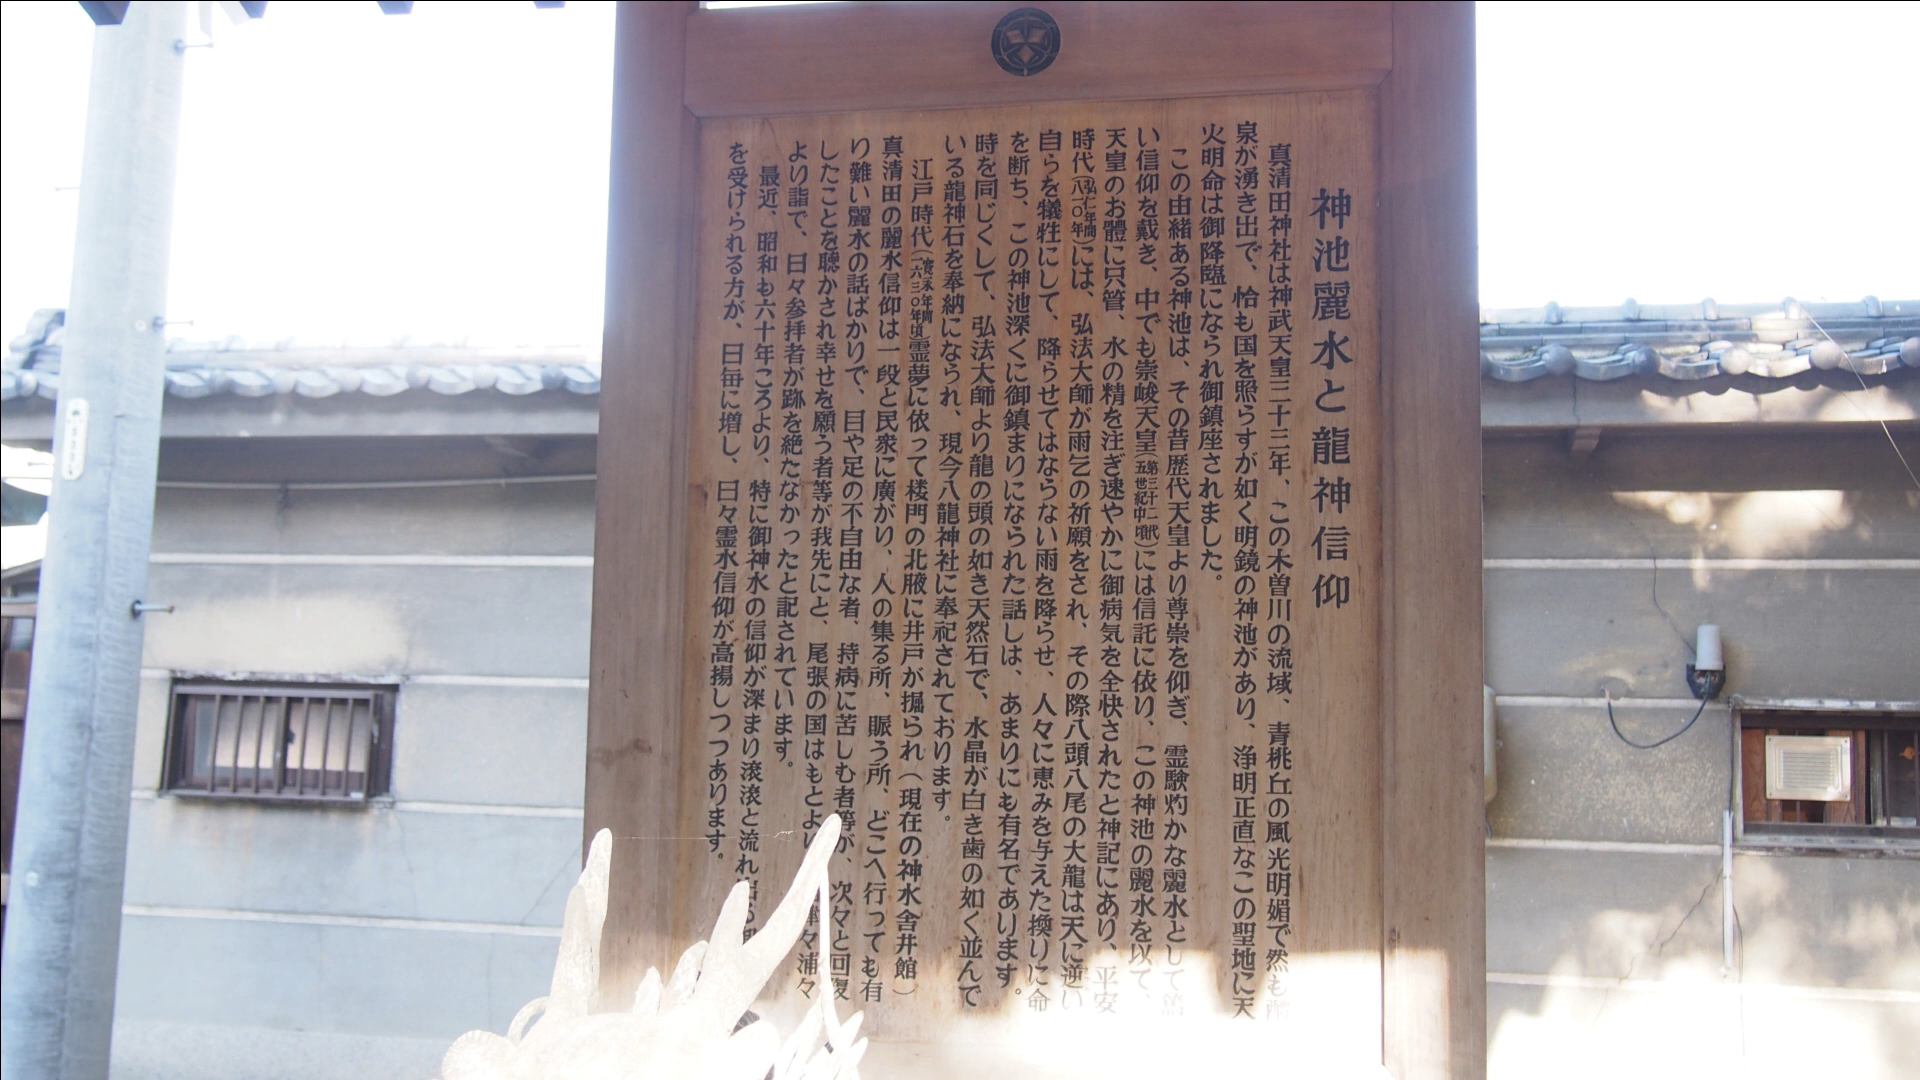 神池麗水と龍神信仰
真清田神社は神武天皇三十三年、この木曽川の流域、青桃丘の風光明媚で然も
泉が湧き出で、恰も国を照らすが如く明鏡の神池があり、浄明正直なこの聖地に天
火明命は御降臨になられ御鎮座されました。
この由緒ある神池は、その昔歴代天皇より尊崇を仰ぎ、霊験灼かな麗水として篤
い信仰を戴き、中でも崇峻天皇（第三十二代五世紀中頃）には信託に依り、この神池の麗水を以て、
天皇のお體に只管、水の精を注ぎ速やかに御病気を全快されたと神記にあり、平安
時代（弘仁年間八一〇年）には、弘法大師が雨乞の祈願をされ、その際八頭八尾の大龍は天に逆い
自らを犠牲にして、降らせてはならない雨を降らせ、人々に恵みを与えた換りに命
を断ち、この神池深くに御鎮まりになられた話しは、あまりにも有名であります。
時を同じくして、弘法大師より龍の頭の如き天然石で、水晶が白き歯の如く並んで
いる龍神石を奉納になられ、現今八龍神社に奉祀されております。
江戸時代（寛永年間一六三〇年頃）霊夢に依って楼門の北腋に井戸が掘られ（現在の神水舎井館）
真清田の麗水信仰は一段と民衆に廣がり、人の集る所、賑う所、どこへ行っても有
り難い麗水の話ばかりで、目や足の不自由な者、持病に苦しむ者等が、次々と回復
したことを聴かされ幸せを願う者等が我先にと、尾張の国はもとより津々浦々
より詣で、日々参拝者が跡を絶たなかったと記されています。
最近、昭和も六十年ころより、特に御神水の信仰が深まり滾滾と流れ出る
を受けられる方が、日毎に増し、日々霊水信仰が高揚しつつあります。